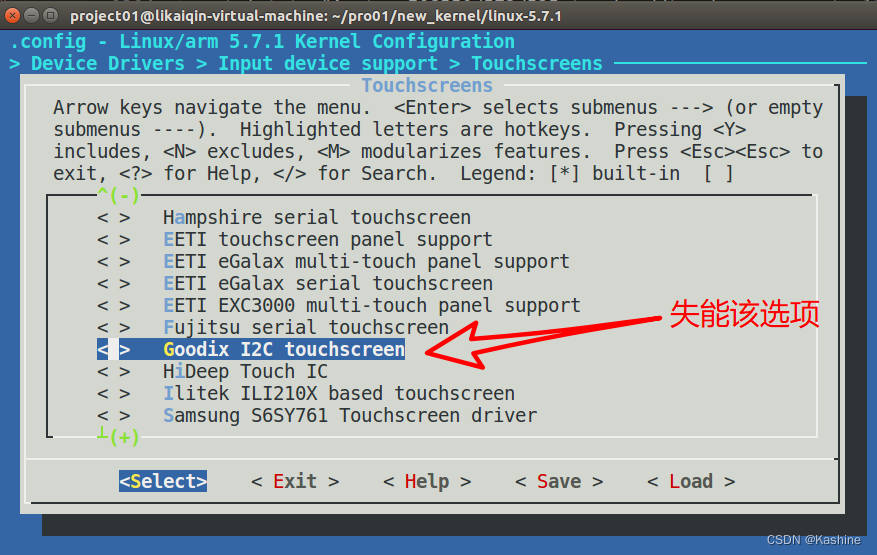 project01@likaiqin-virtual-machine: ~/pro01/new_kernel/linux-5.7.1
.config - Linux/arm 5.7.1 Kernel Configuration
> Device Drivers > Input device support > Touchscreens
Touchscreens
Arrow keys navigate the menu.  <Enter> selects submenus ---> (or empty
submenus ----).  Highlighted letters are hotkeys.  Pressing <Y>
includes, <N> excludes, <M> modularizes features.  Press <Esc><Esc> to
exit, <?> for Help, </> for Search.  Legend: [*] built-in  [ ]
^(-)
< >   Hampshire serial touchscreen
< >   EETI touchscreen panel support
< >   EETI eGalax multi-touch panel support
< >   EETI eGalax serial touchscreen
< >   EETI EXC3000 multi-touch panel support
< >   Fujitsu serial touchscreen
失能该选项
< >   Goodix I2C touchscreen
< >   HiDeep Touch IC
< >   Ilitek ILI210X based touchscreen
< >   Samsung S6SY761 Touchscreen driver
┴(+)
<Select>    < Exit >    < Help >    < Save >    < Load >
CSDN @Kashine